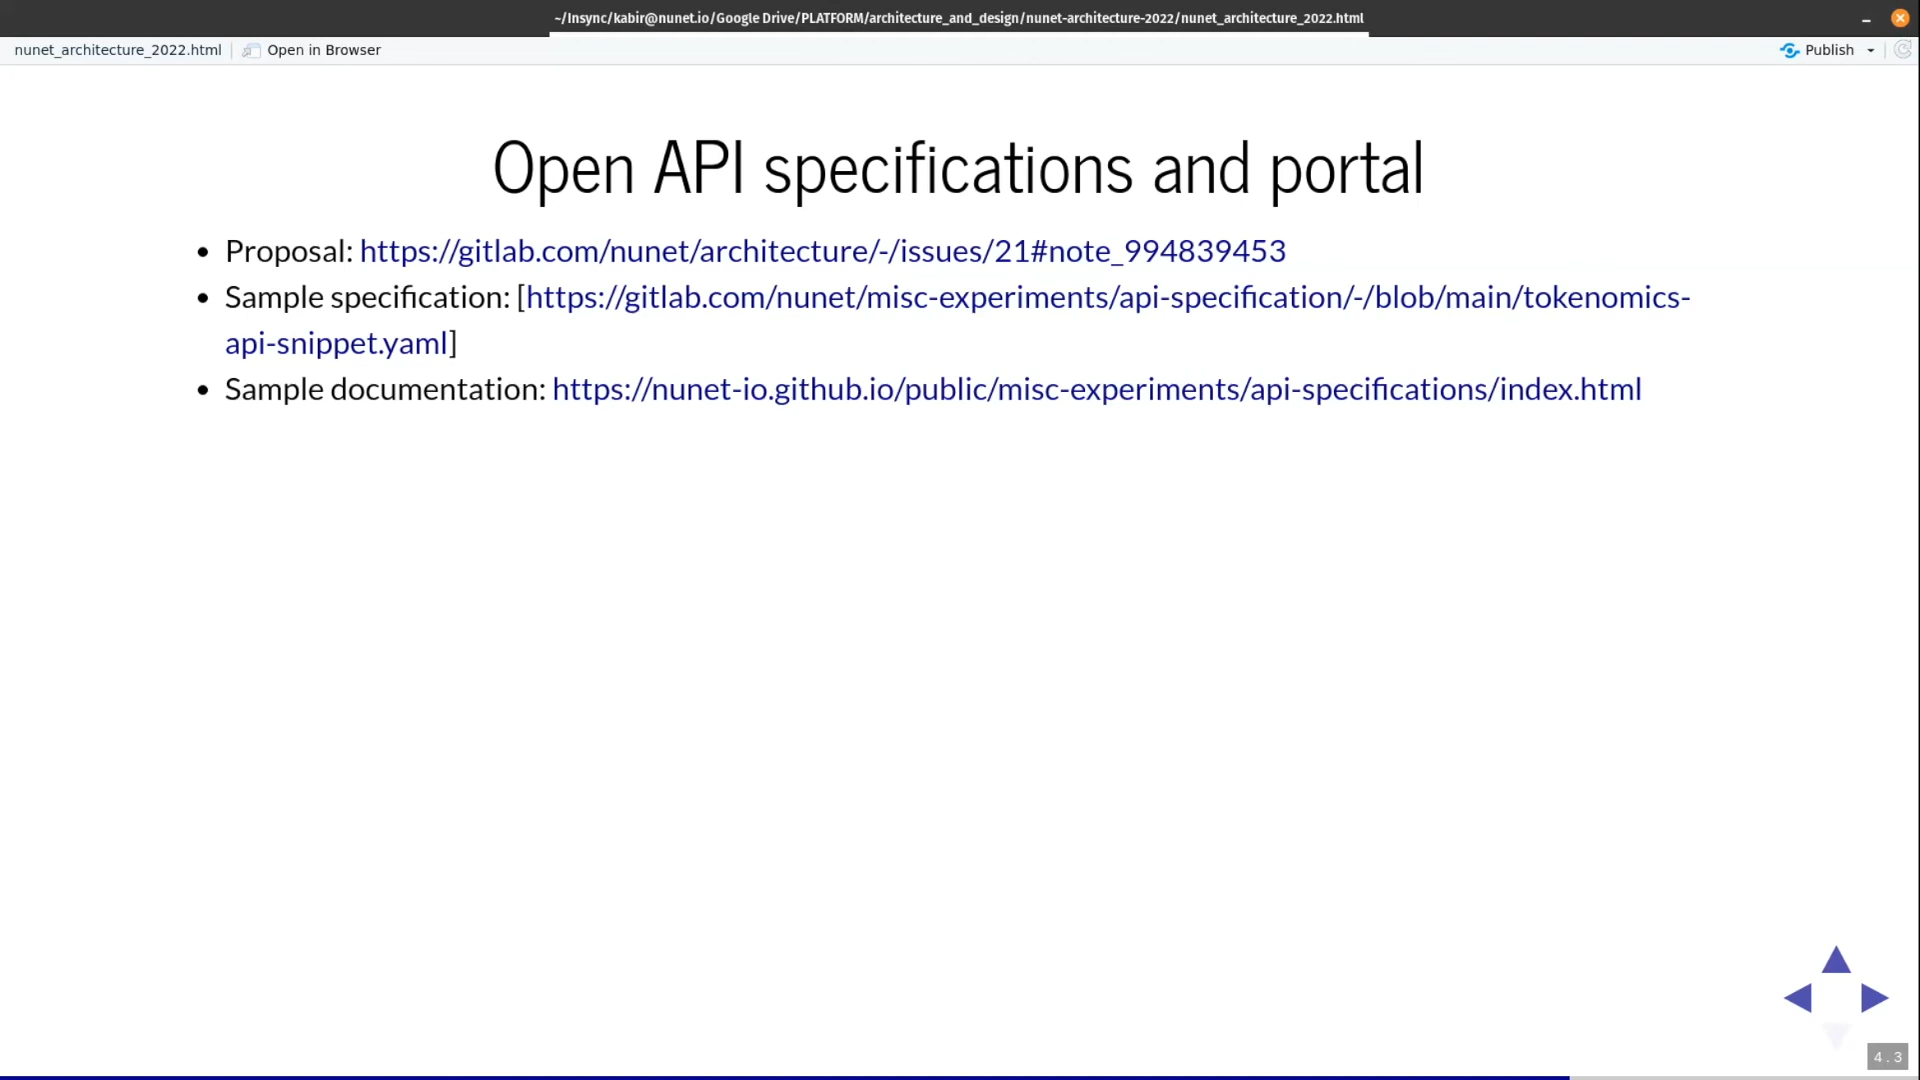 ~/Insync/kabir@nunet.io/Google Drive/PLATFORM/architecture_and_design/nunet-architecture-2022/nunet_architecture_2022.html
nunet_architecture_2022.html Open in Browser Publish
Open API specifications and portal
• Proposal: https://gitlab.com/nunet/architecture/-/issues/21#note_994839453
• Sample specification: [https://gitlab.com/nunet/misc-experiments/api-specification/-/blob/main/tokenomics-
api-snippet.yaml]
• Sample documentation: https://nunet-io.github.io/public/misc-experiments/api-specifications/index.html
4 . 3